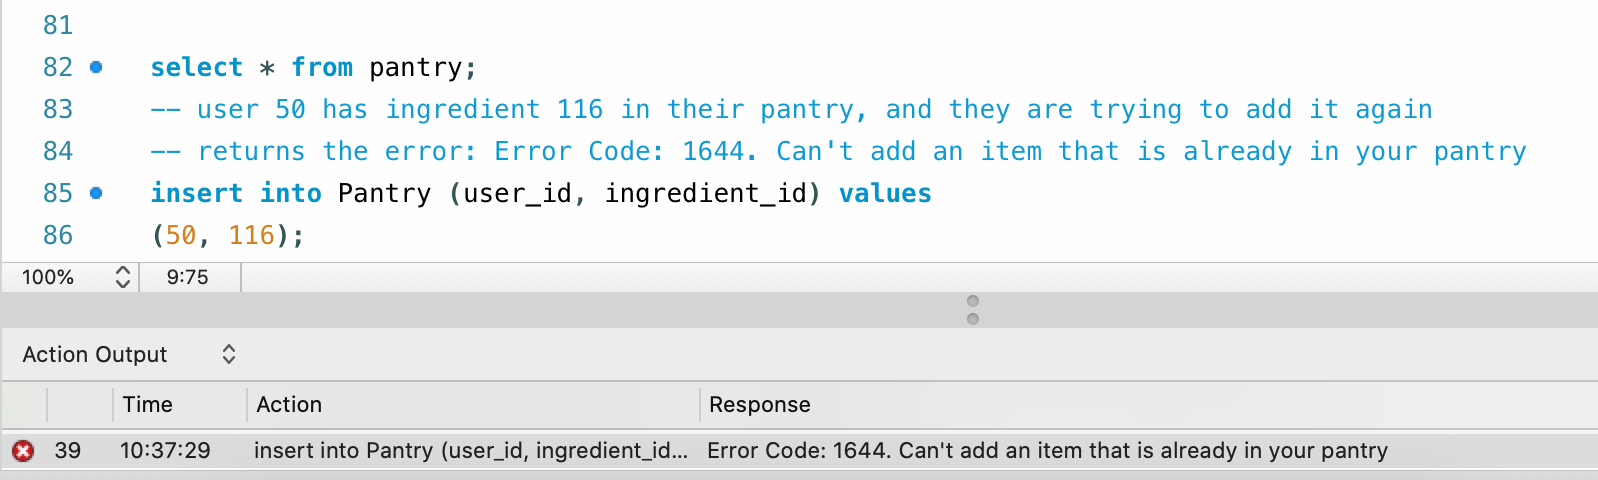 81
82 select * from pantry;
83 -- user 50 has ingredient 116 in their pantry, and they are trying to add it again
84 -- returns the error: Error Code: 1644. Can't add an item that is already in your pantry
85 insert into Pantry (user_id, ingredient_id) values
86 (50, 116);
100% 9:75
Action Output
Time Action Response
39 10:37:29 insert into Pantry (user_id, ingredient_id... Error Code: 1644. Can't add an item that is already in your pantry